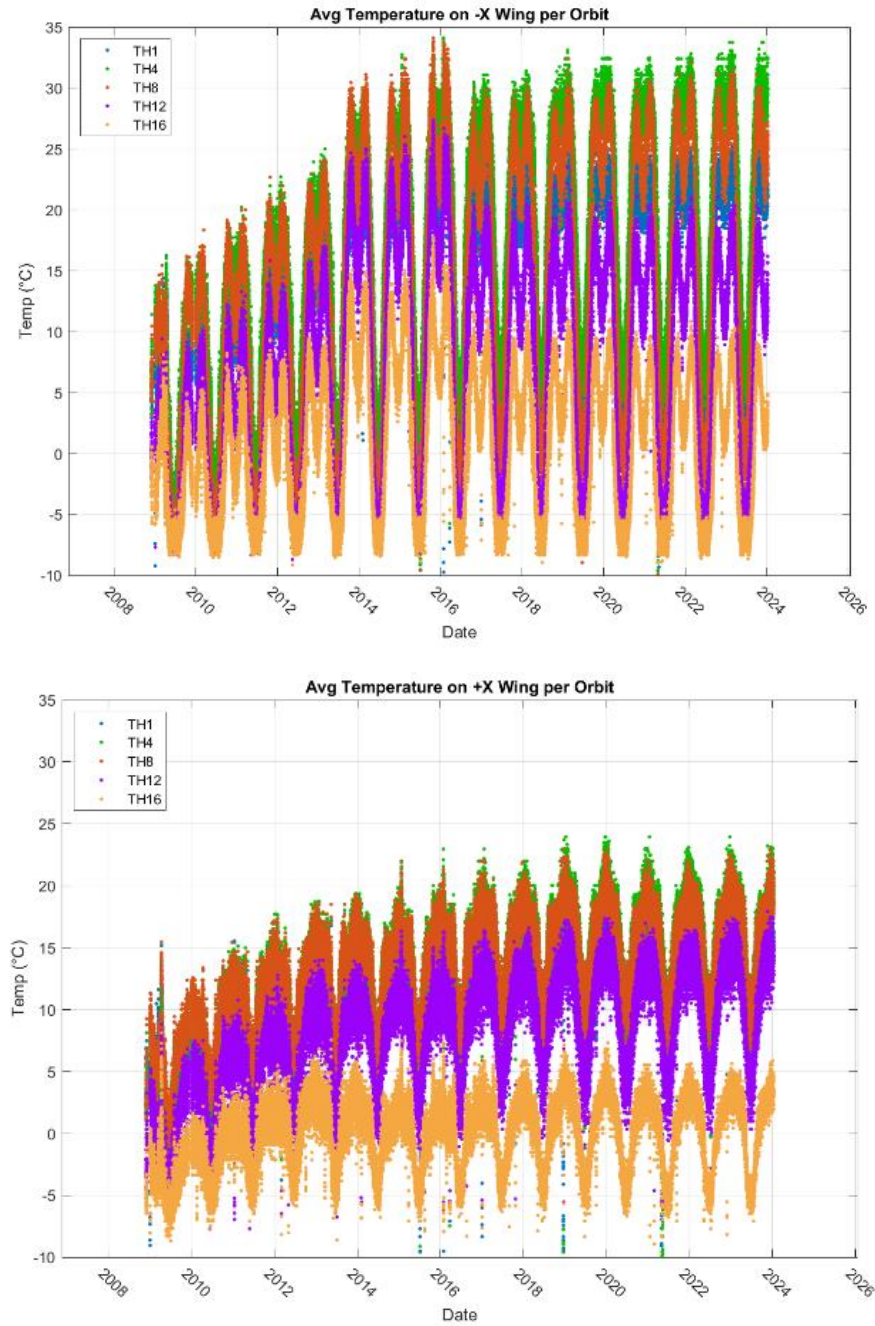 Avg Temperature on -X Wing per Orbit
35
30
25
20
15
10
5
0
-5
-10
Temp (°C)
TH1
TH4
TH8
TH12
TH16
2008
2010
2012
2014
2016
2018
2020
2022
2024
2026
Date
Avg Temperature on +X Wing per Orbit
35
30
25
20
15
10
5
0
-5
-10
Temp (°C)
TH1
TH4
TH8
TH12
TH16
2008
2010
2012
2014
2016
2018
2020
2022
2024
2026
Date